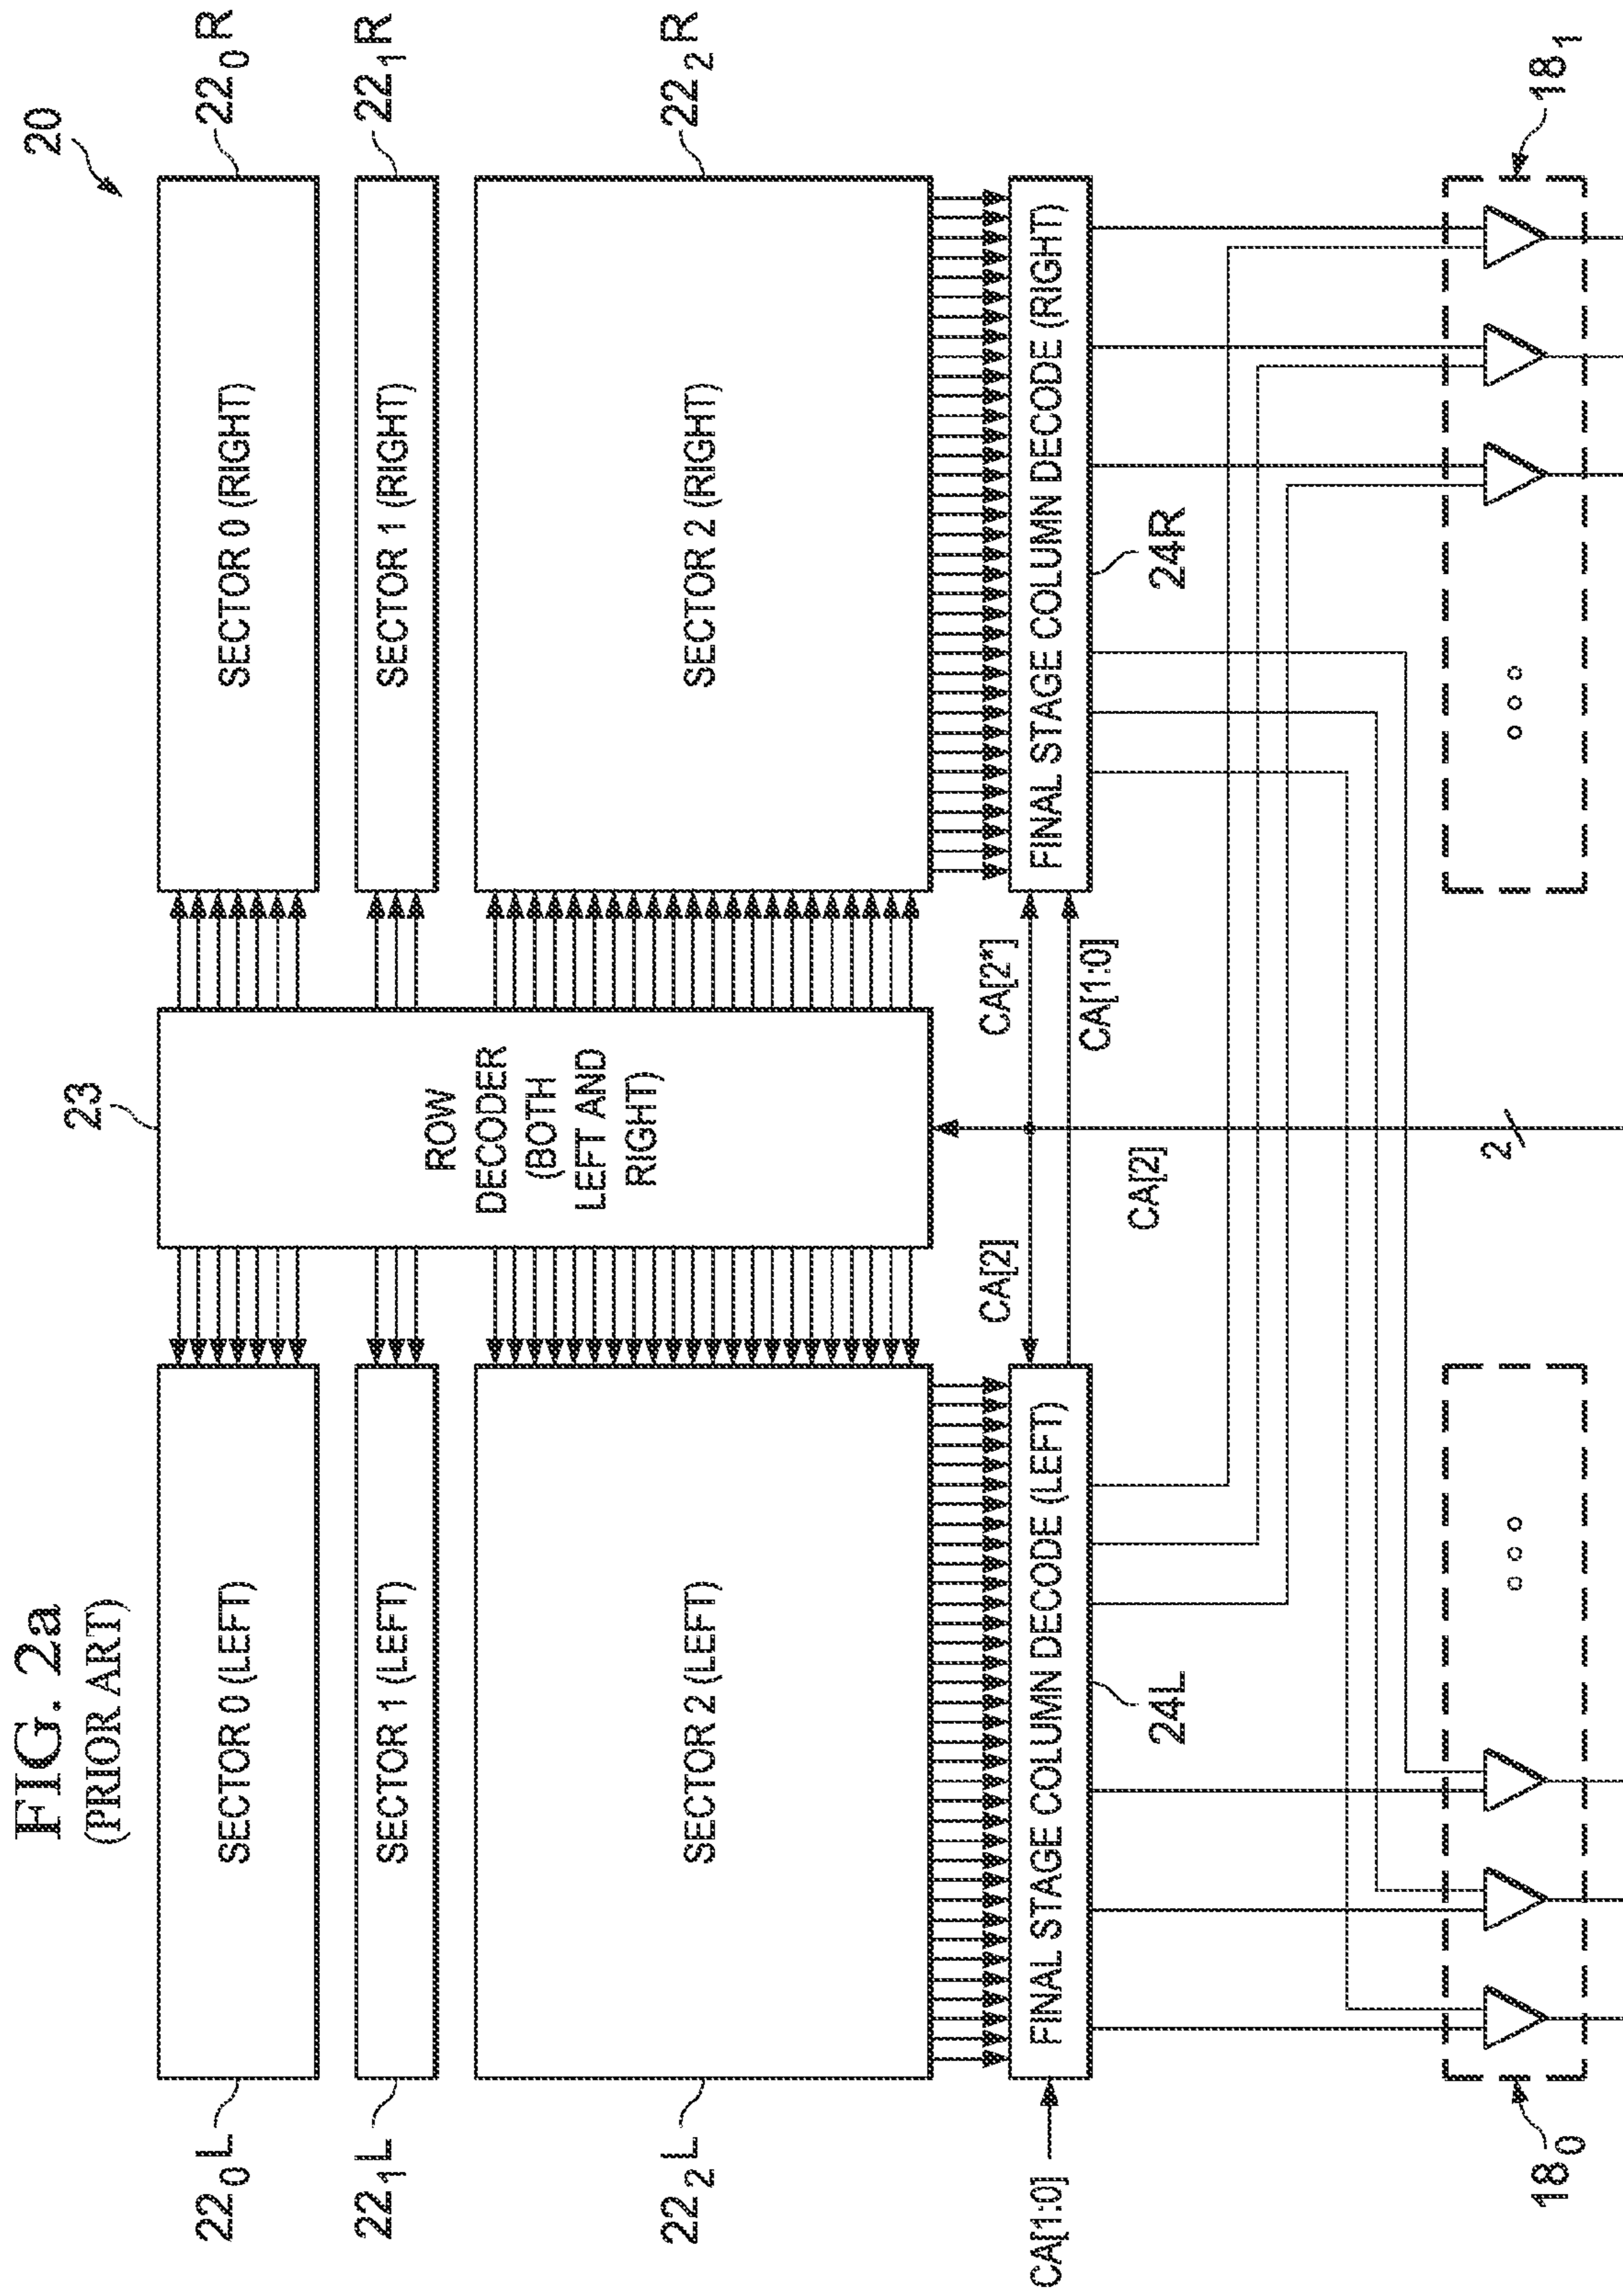 FIG. 2a
(PRIOR ART)
20
23
22₀L
SECTOR 0 (LEFT)
SECTOR 0 (RIGHT)
22₀R
22₁L
SECTOR 1 (LEFT)
SECTOR 1 (RIGHT)
22₁R
22₂L
SECTOR 2 (LEFT)
ROW
DECODER
(BOTH
LEFT AND
RIGHT)
SECTOR 2 (RIGHT)
22₂R
CA[2]
CA[2*]
CA[1:0]
FINAL STAGE COLUMN DECODE (LEFT)
FINAL STAGE COLUMN DECODE (RIGHT)
CA[1:0]
24L
CA[2]
24R
2
18₀
18₁